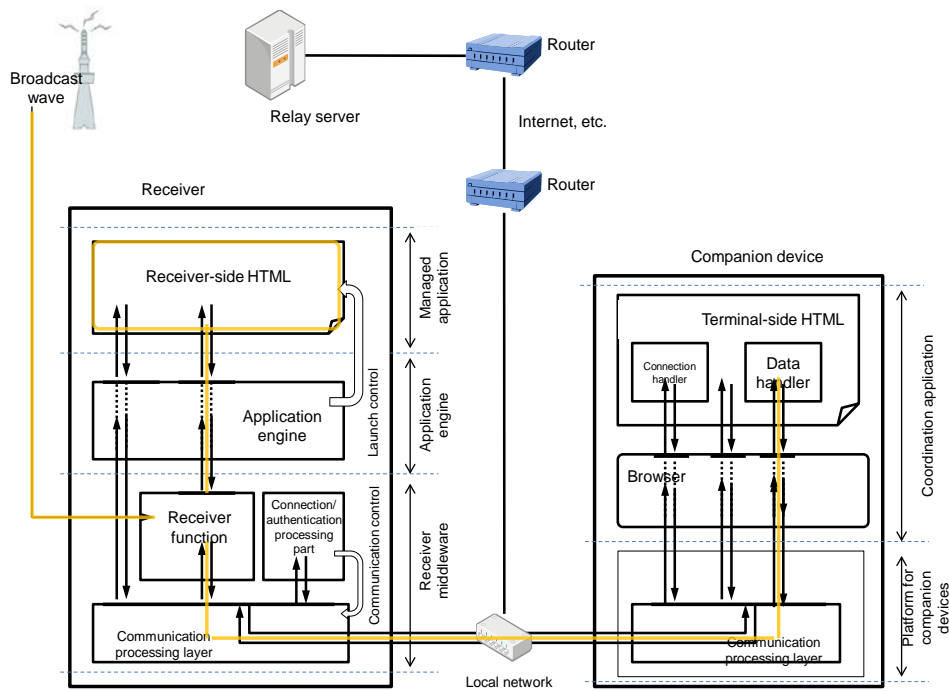 Broadcast
wave
Relay server
Router
Internet, etc.
Router
Receiver
Receiver-side HTML
Managed
application
Launch control
Application
engine
Application
engine
Receiver
function
Connection/
authentication
processing
part
Communication control
Receiver
middleware
Communication
processing layer
Local network
Companion device
Terminal-side HTML
Connection
handler
Data
handler
Browser
Coordination application
Communication
processing layer
Platform for
companion
devices